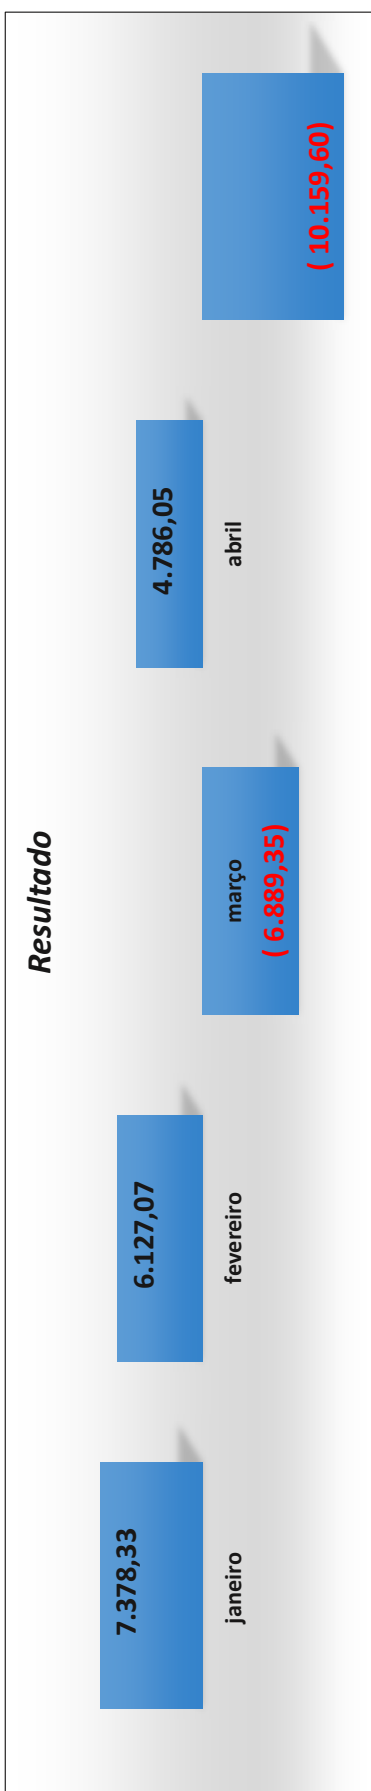 Resultado
7.378,33
6.127,07
( 6.889,35)
4.786,05
( 10.159,60)
janeiro
fevereiro
março
abril